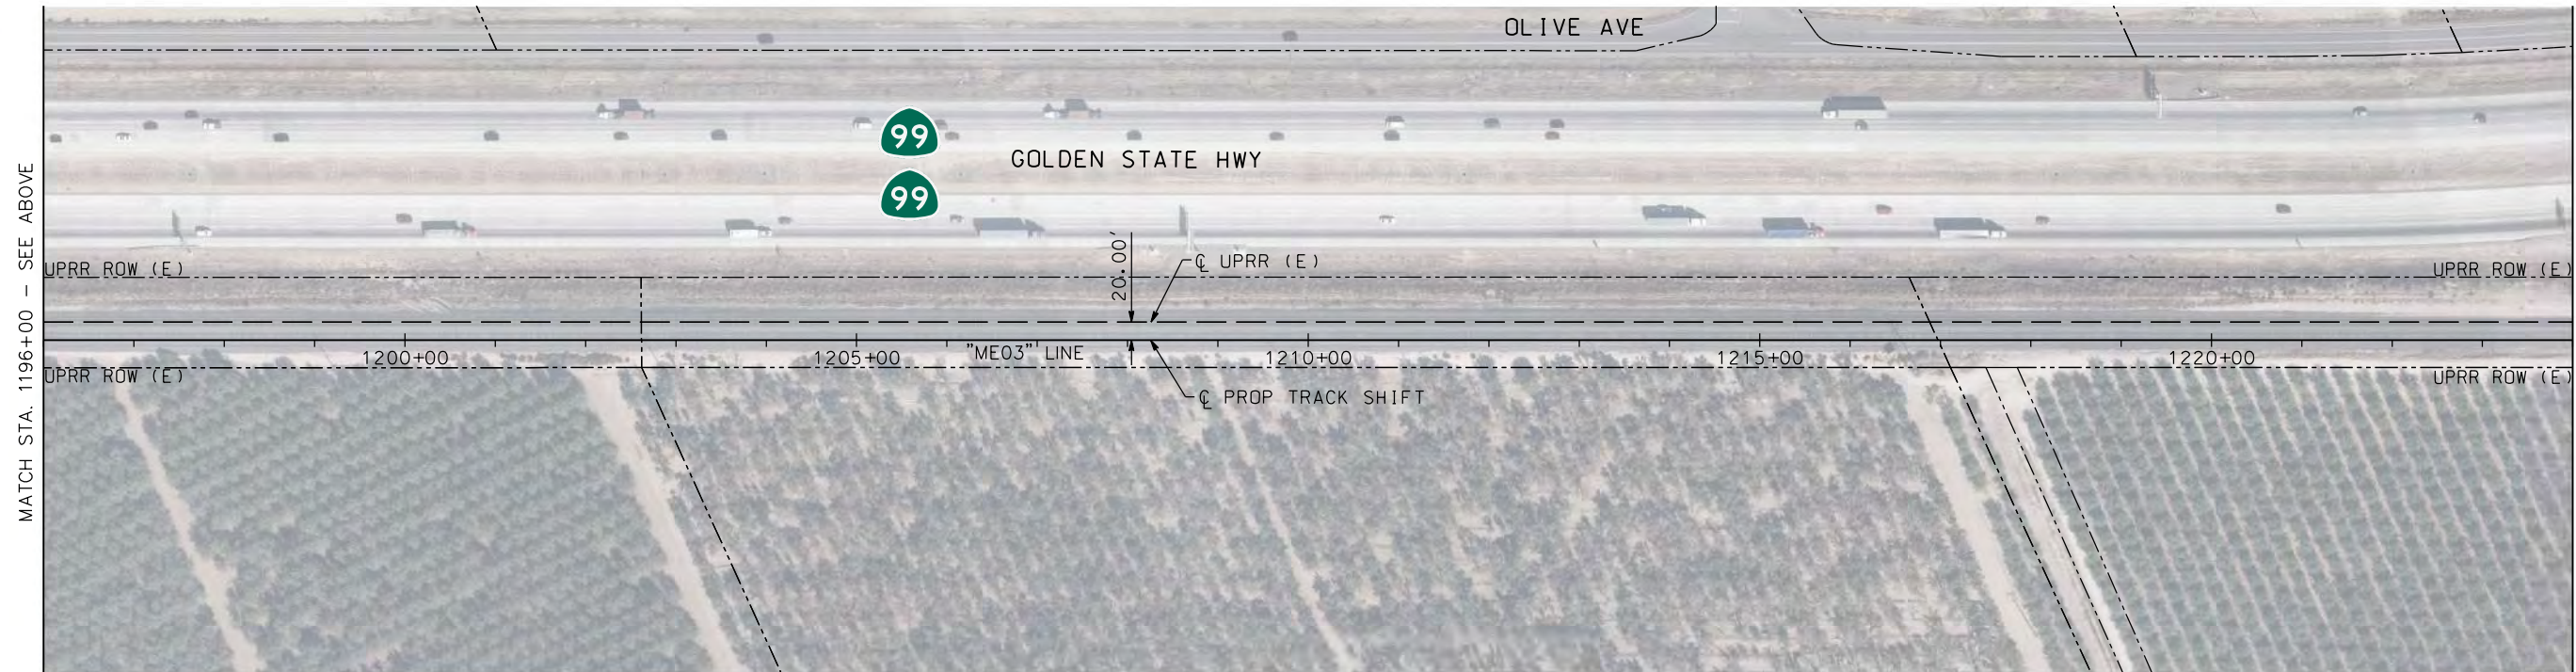 OLIVE AVE
99
GOLDEN STATE HWY
99
MATCH STA. 1196+00 - SEE ABOVE
20.00'
℄ UPRR (E)
UPRR ROW (E)
UPRR ROW (E)
1200+00
1205+00
"ME03" LINE
1210+00
1215+00
1220+00
UPRR ROW (E)
UPRR ROW (E)
℄ PROP TRACK SHIFT